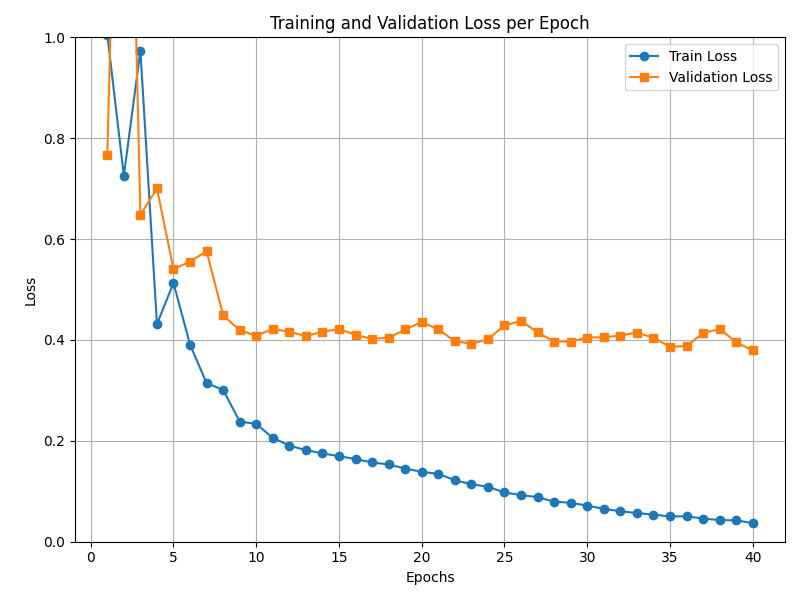 Training and Validation Loss per Epoch
Train Loss
Validation Loss
1.0
0.8
0.6
0.4
0.2
0.0
Loss
0 5 10 15 20 25 30 35 40
Epochs